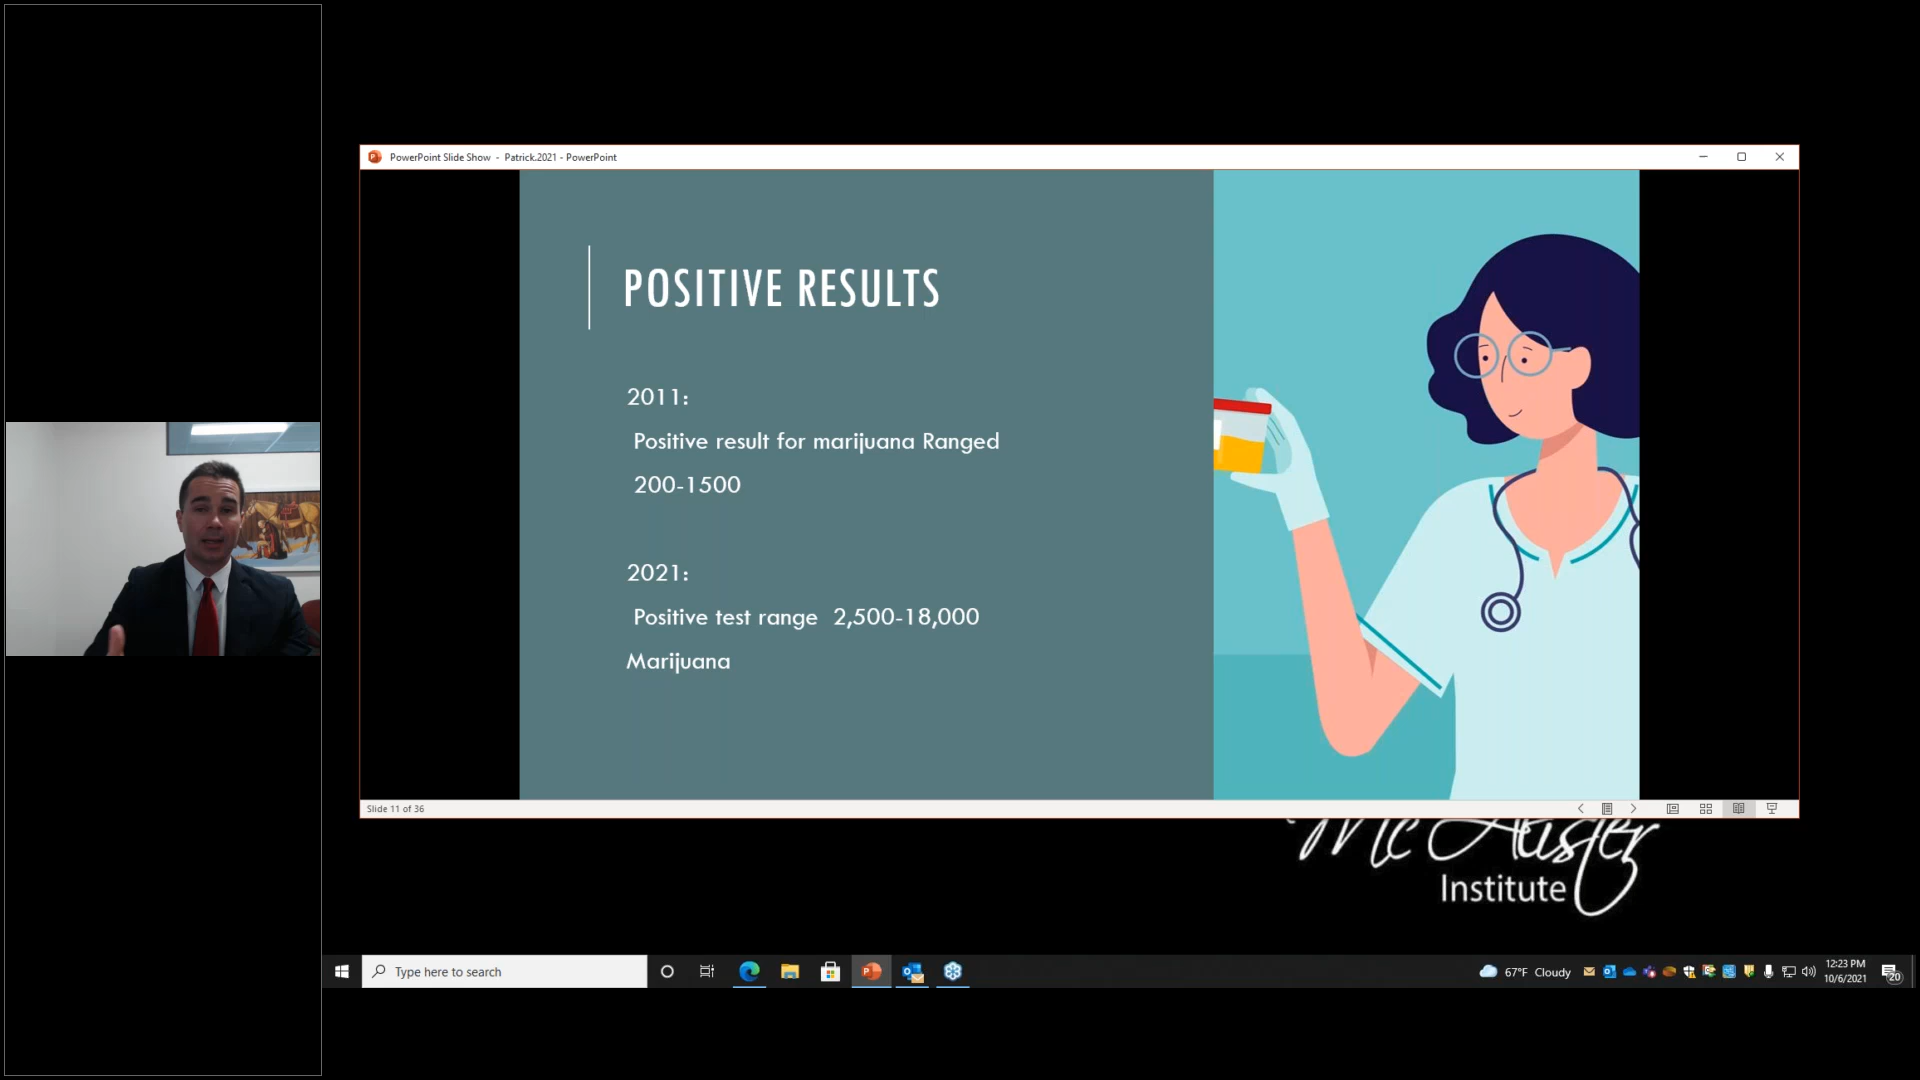 PowerPoint Slide Show - Patrick.2021 - PowerPoint
POSITIVE RESULTS
2011:
Positive result for marijuana Ranged
200-1500
2021:
Positive test range 2,500-18,000
Marijuana
Slide 11 of 36
McAlister
Institute
Type here to search
67°F Cloudy
12:23 PM
10/6/2021
20